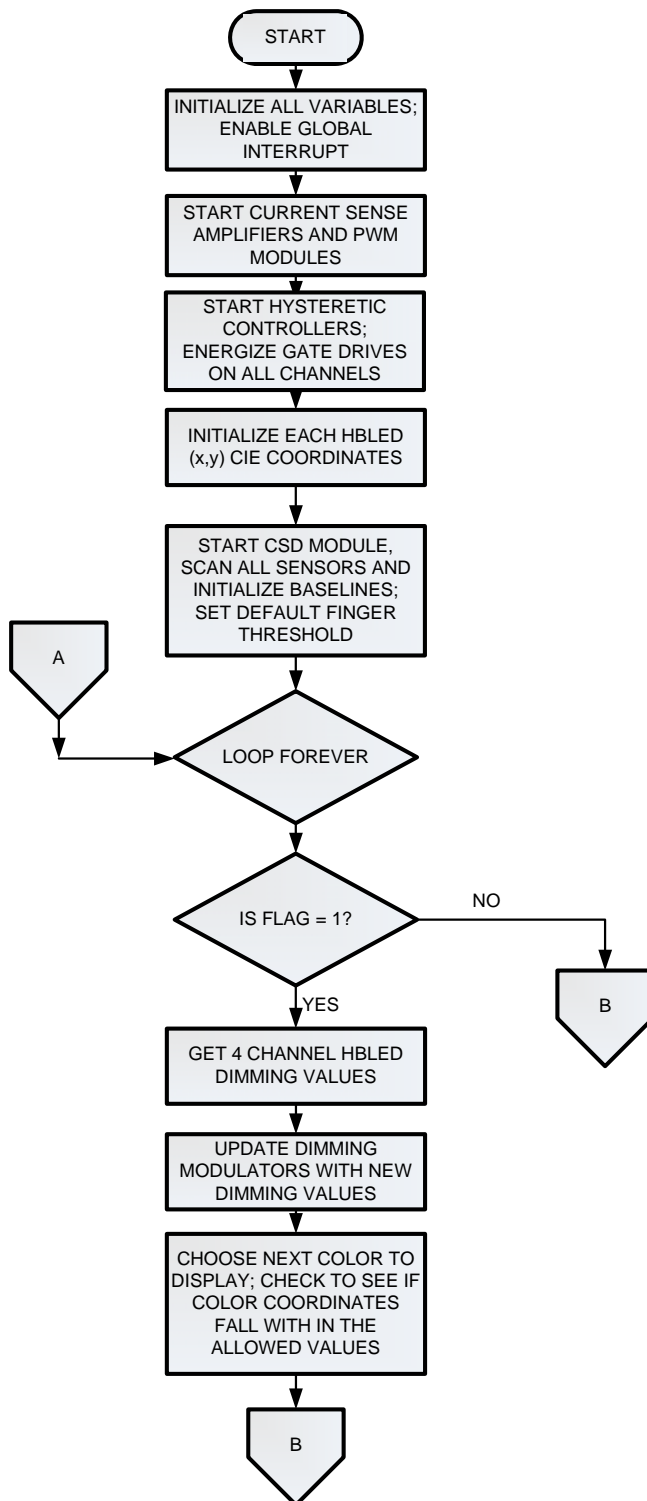 START
INITIALIZE ALL VARIABLES;
ENABLE GLOBAL
INTERRUPT
START CURRENT SENSE
AMPLIFIERS AND PWM
MODULES
START HYSTERETIC
CONTROLLERS;
ENERGIZE GATE DRIVES
ON ALL CHANNELS
INITIALIZE EACH HBLED
(x,y) CIE COORDINATES
START CSD MODULE,
SCAN ALL SENSORS AND
INITIALIZE BASELINES;
SET DEFAULT FINGER
THRESHOLD
A
LOOP FOREVER
IS FLAG = 1?
NO
B
YES
GET 4 CHANNEL HBLED
DIMMING VALUES
UPDATE DIMMING
MODULATORS WITH NEW
DIMMING VALUES
CHOOSE NEXT COLOR TO
DISPLAY; CHECK TO SEE IF
COLOR COORDINATES
FALL WITH IN THE
ALLOWED VALUES
B